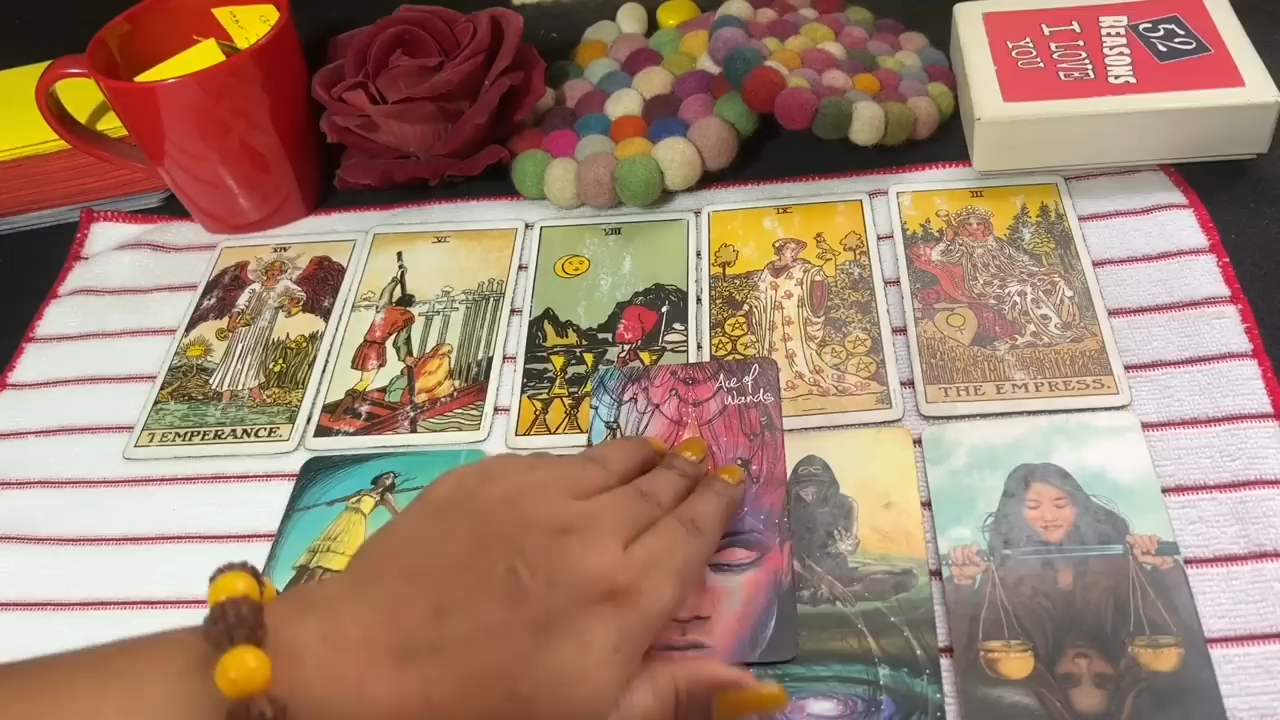 52
REASONS
I LOVE
YOU
XIV
VI
VIII
IX
III
TEMPERANCE.
THE EMPRESS.
Ace of
Wands